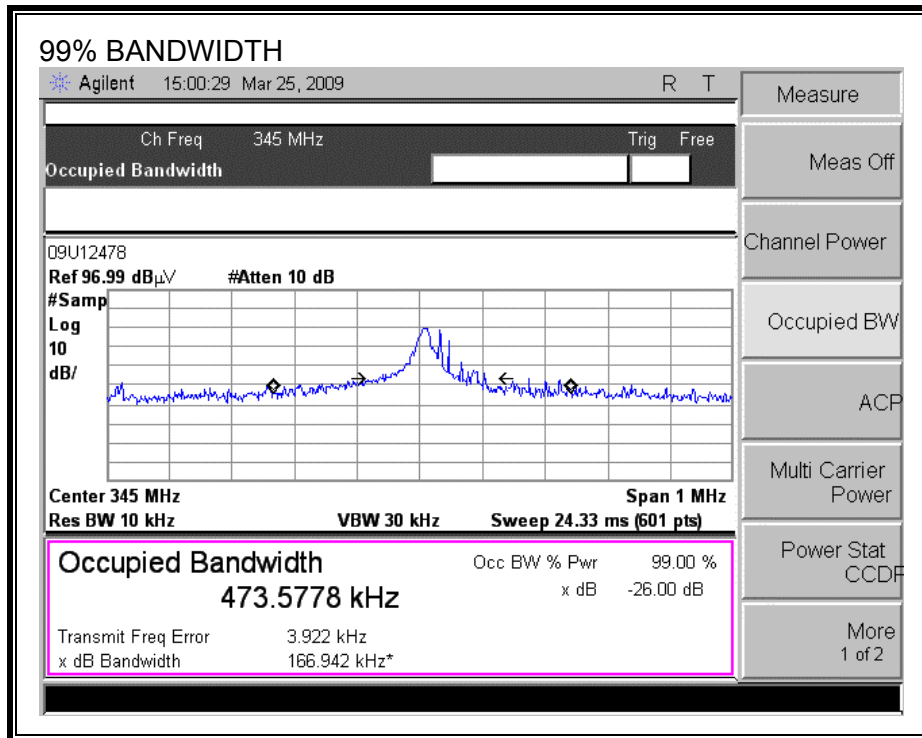 99% BANDWIDTH
Agilent 15:00:29 Mar 25, 2009 R T
Ch Freq 345 MHz Trig Free
Occupied Bandwidth
09U12478
Ref 96.99 dBµV #Atten 10 dB
#Samp
Log
10
dB/
Center 345 MHz Span 1 MHz
Res BW 10 kHz VBW 30 kHz Sweep 24.33 ms (601 pts)
Occupied Bandwidth Occ BW % Pwr 99.00 %
473.5778 kHz x dB -26.00 dB
Transmit Freq Error 3.922 kHz
x dB Bandwidth 166.942 kHz*
Measure
Meas Off
Channel Power
Occupied BW
ACP
Multi Carrier
Power
Power Stat
CCDF
More
1 of 2